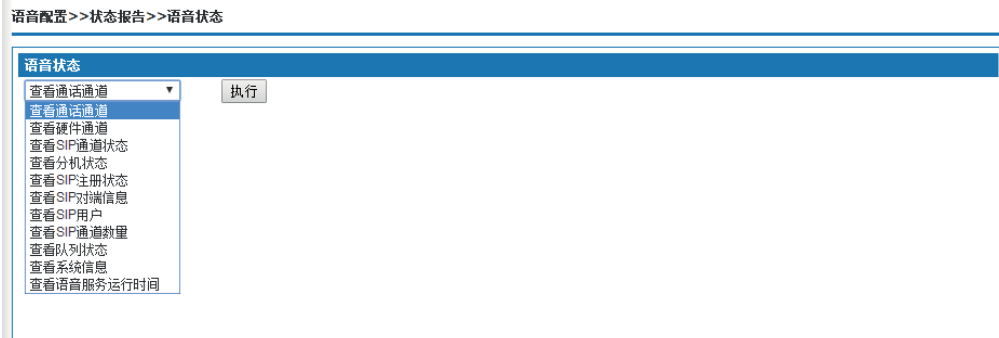 语音配置>>状态报告>>语音状态
语音状态
查看通话通道 执行
查看通话通道
查看硬件通道
查看SIP通道状态
查看分机状态
查看SIP注册状态
查看SIP对端信息
查看SIP用户
查看SIP通道数量
查看队列状态
查看系统信息
查看语音服务运行时间